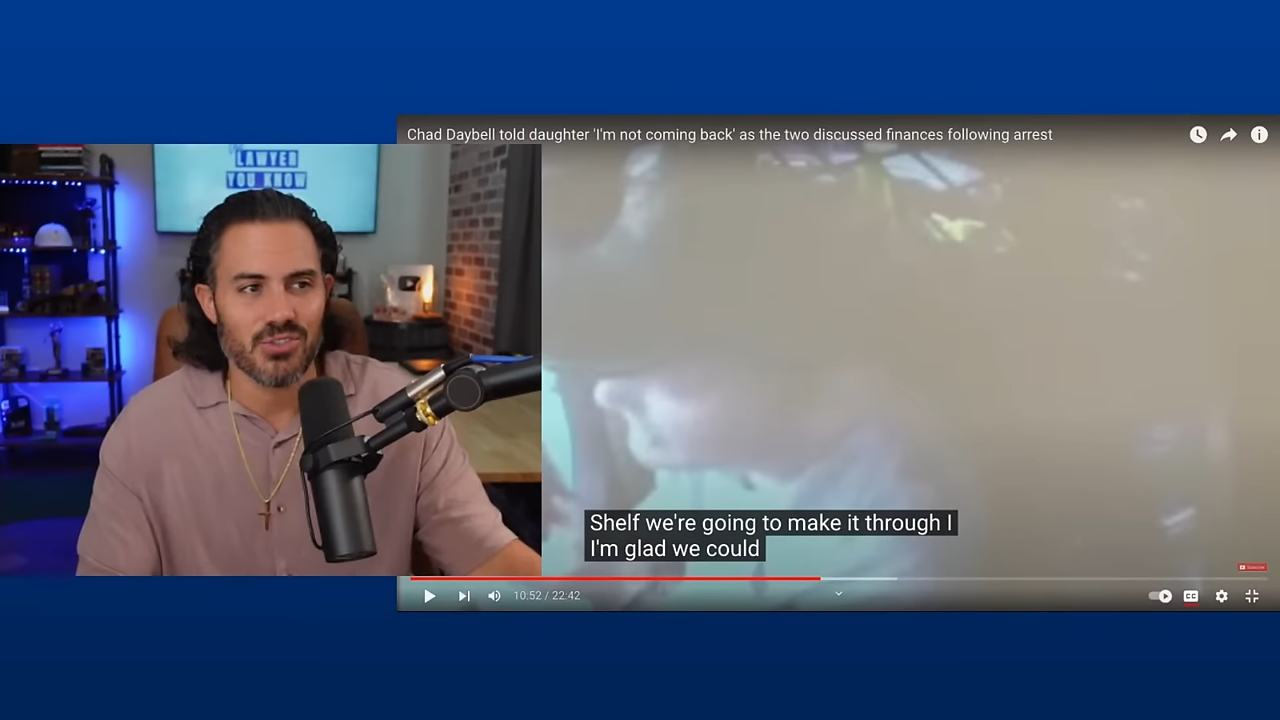 Chad Daybell told daughter 'I'm not coming back' as the two discussed finances following arrest
LAWYER
YOU KNOW
Shelf we're going to make it through I
I'm glad we could
10:52 / 22:42
CC